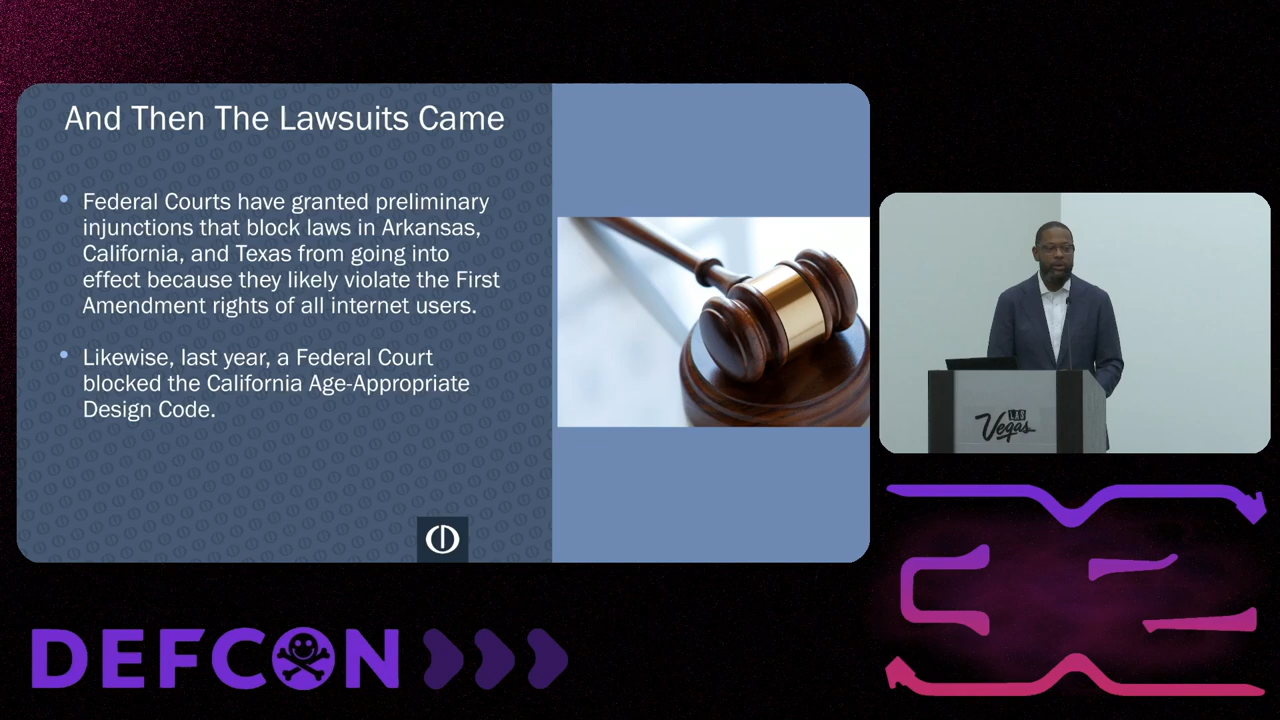 And Then The Lawsuits Came
• Federal Courts have granted preliminary
injunctions that block laws in Arkansas,
California, and Texas from going into
effect because they likely violate the First
Amendment rights of all internet users.
• Likewise, last year, a Federal Court
blocked the California Age-Appropriate
Design Code.
LAS
Vegas
DEFCON